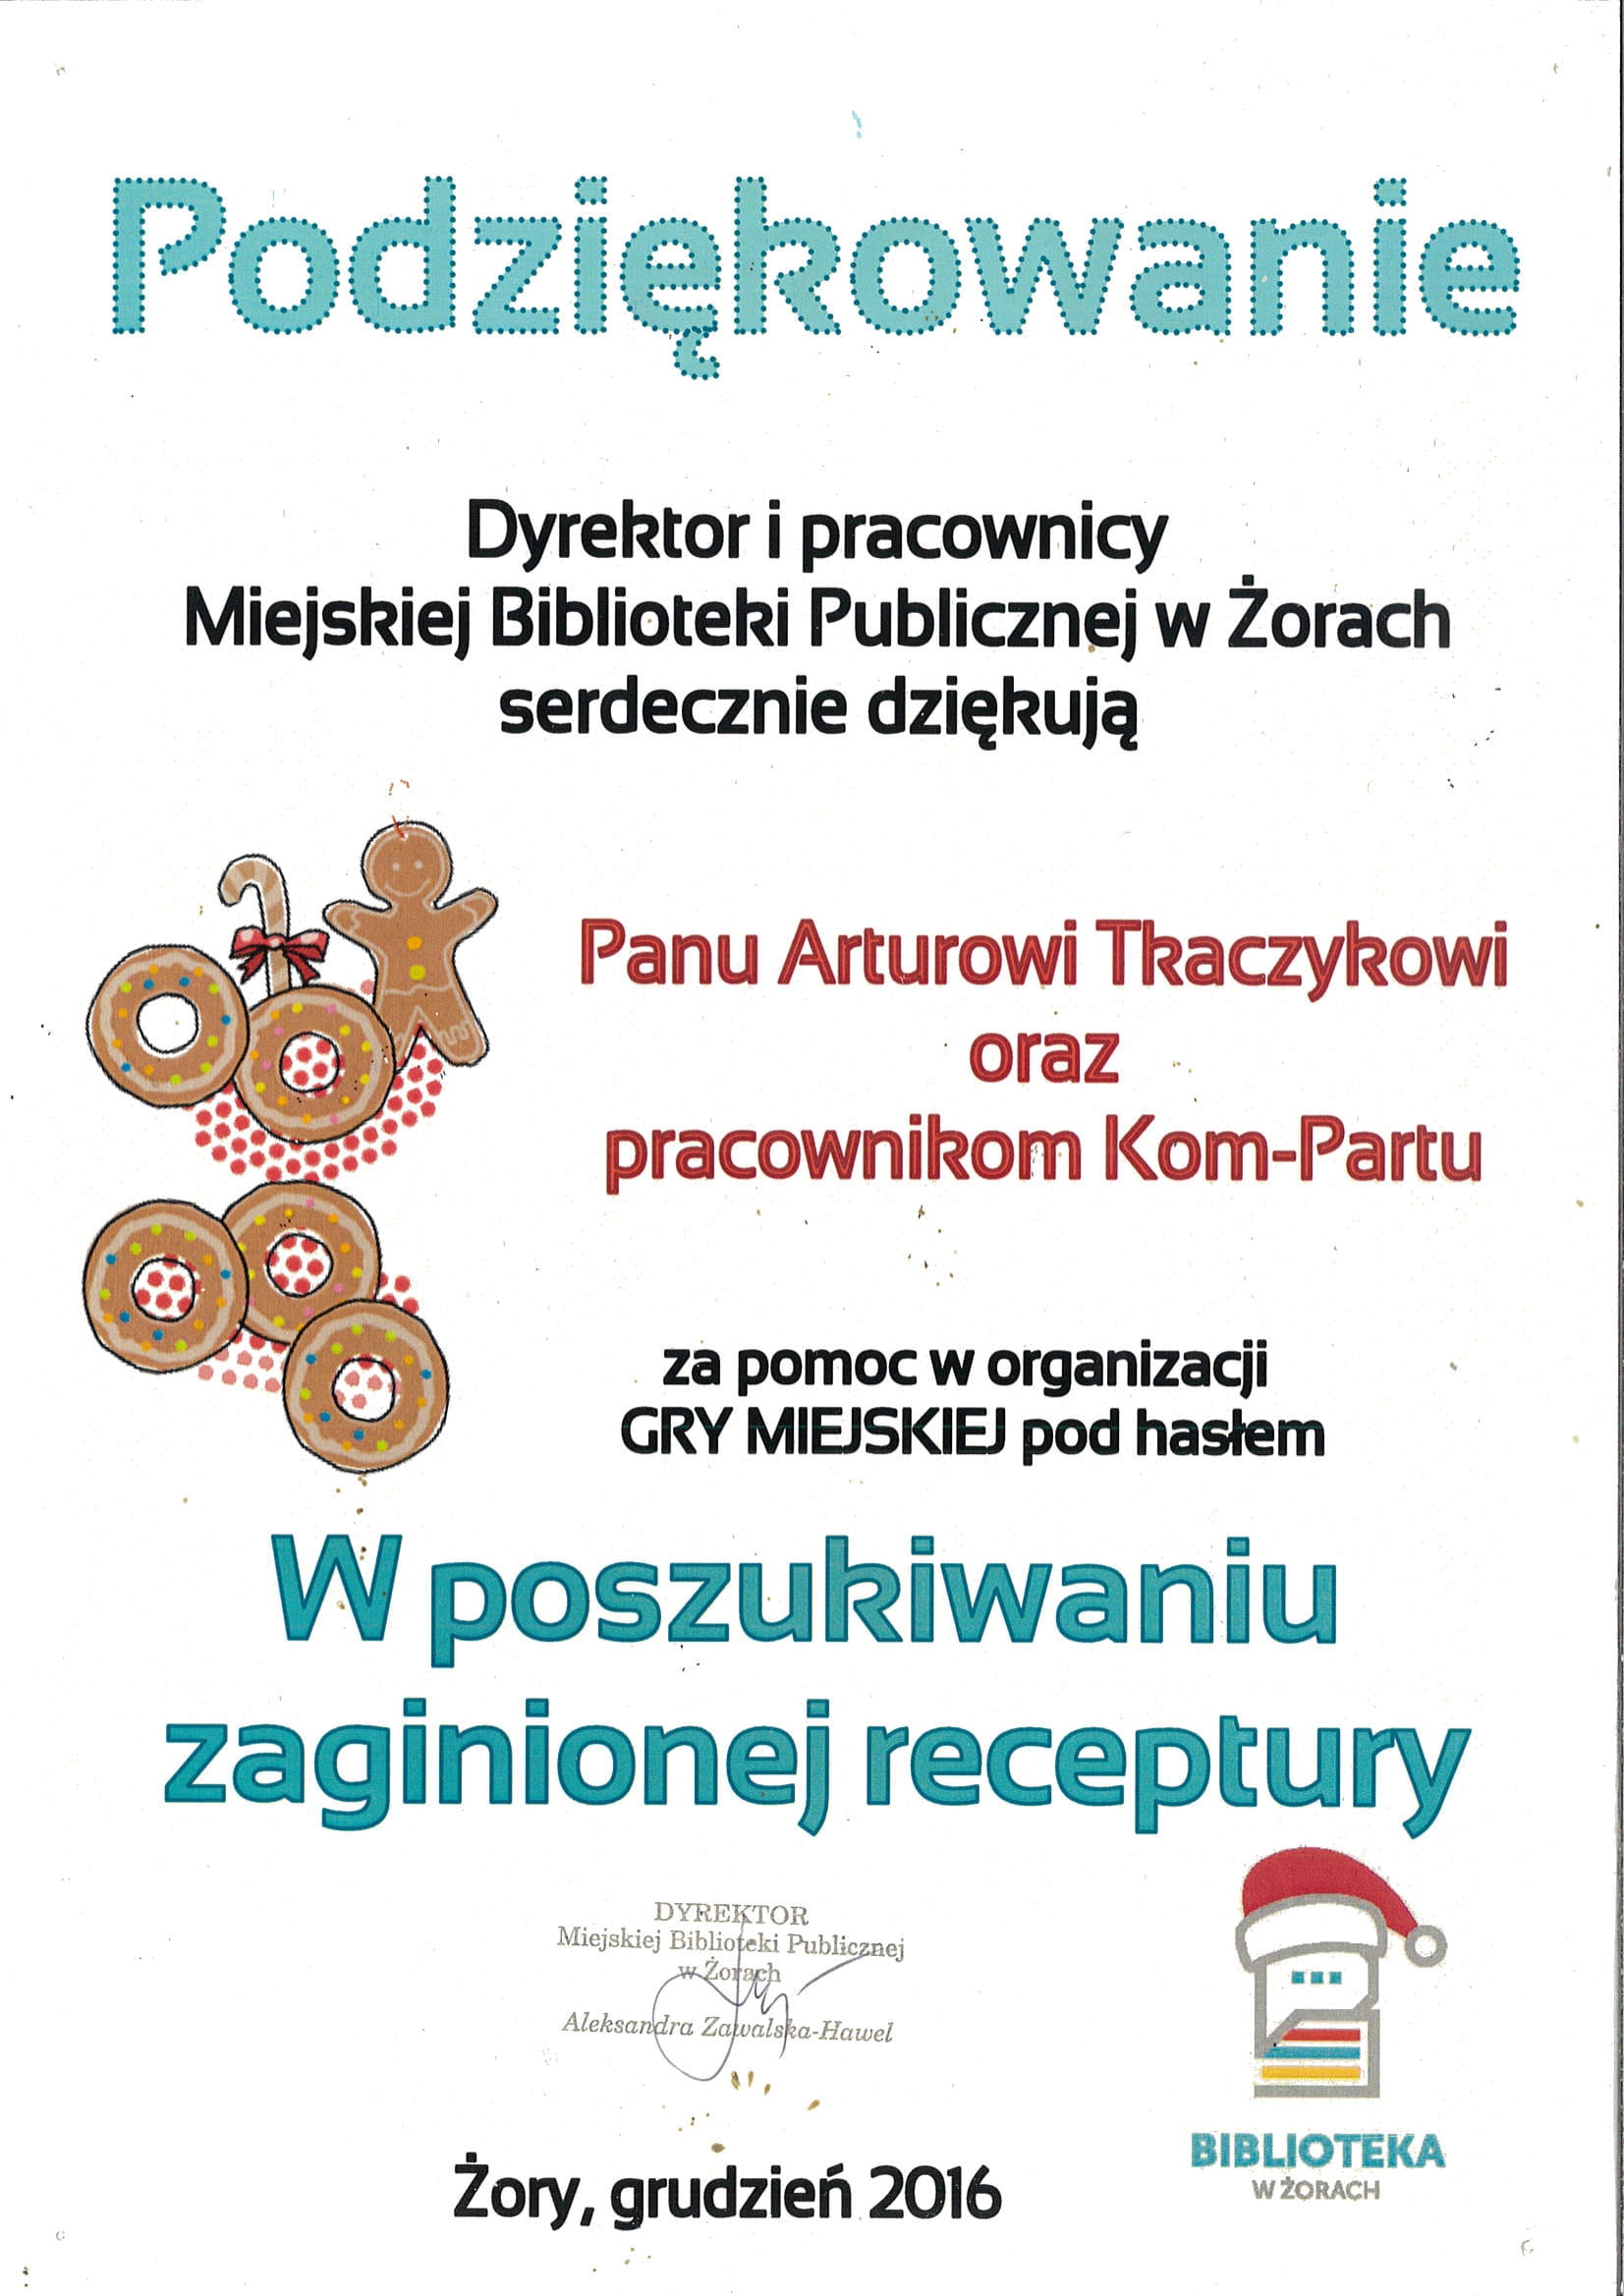 Podziękowanie
Dyrektor i pracownicy
Miejskiej Biblioteki Publicznej w Żorach
serdecznie dziękują
Panu Arturowi Tkaczykowi
oraz
pracownikom Kom-Partu
za pomoc w organizacji
GRY MIEJSKIEJ pod hasłem
W poszukiwaniu
zaginionej receptury
DYREKTOR
Miejskiej Biblioteki Publicznej
w Żorach
Aleksandra Zawalska-Hawel
BIBLIOTEKA
W ŻORACH
Żory, grudzień 2016